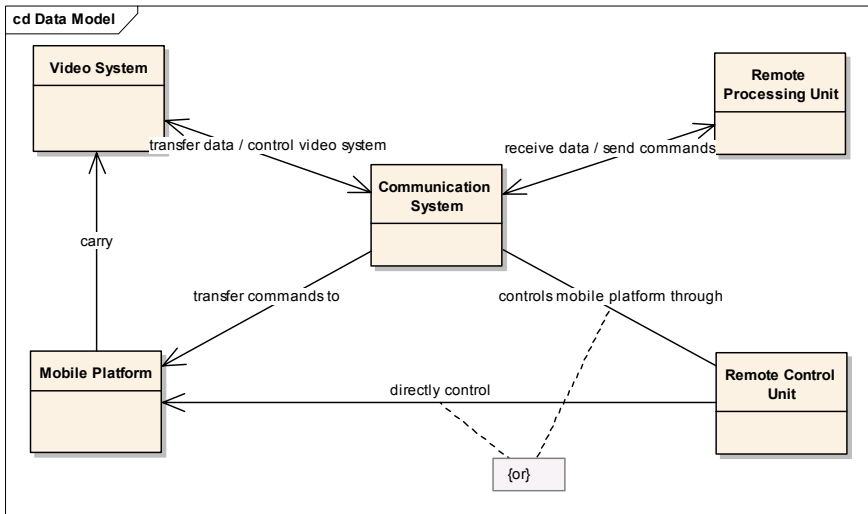 cd Data Model
Video System
Remote
Processing Unit
transfer data / control video system
receive data / send commands
Communication
System
carry
transfer commands to
controls mobile platform through
Mobile Platform
directly control
Remote Control
Unit
{or}